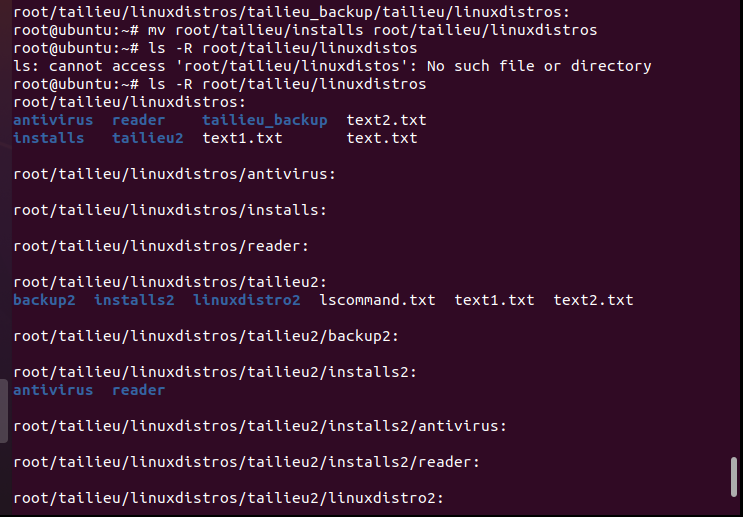 root/tailieu/linuxdistros/tailieu_backup/tailieu/linuxdistros:
root@ubuntu:~# mv root/tailieu/installs root/tailieu/linuxdistros
root@ubuntu:~# ls -R root/tailieu/linuxdistos
ls: cannot access 'root/tailieu/linuxdistos': No such file or directory
root@ubuntu:~# ls -R root/tailieu/linuxdistros
root/tailieu/linuxdistros:
antivirus  reader    tailieu_backup  text2.txt
installs   tailieu2  text1.txt       text.txt
root/tailieu/linuxdistros/antivirus:
root/tailieu/linuxdistros/installs:
root/tailieu/linuxdistros/reader:
root/tailieu/linuxdistros/tailieu2:
backup2  installs2  linuxdistro2  lscommand.txt  text1.txt  text2.txt
root/tailieu/linuxdistros/tailieu2/backup2:
root/tailieu/linuxdistros/tailieu2/installs2:
antivirus  reader
root/tailieu/linuxdistros/tailieu2/installs2/antivirus:
root/tailieu/linuxdistros/tailieu2/installs2/reader:
root/tailieu/linuxdistros/tailieu2/linuxdistro2: